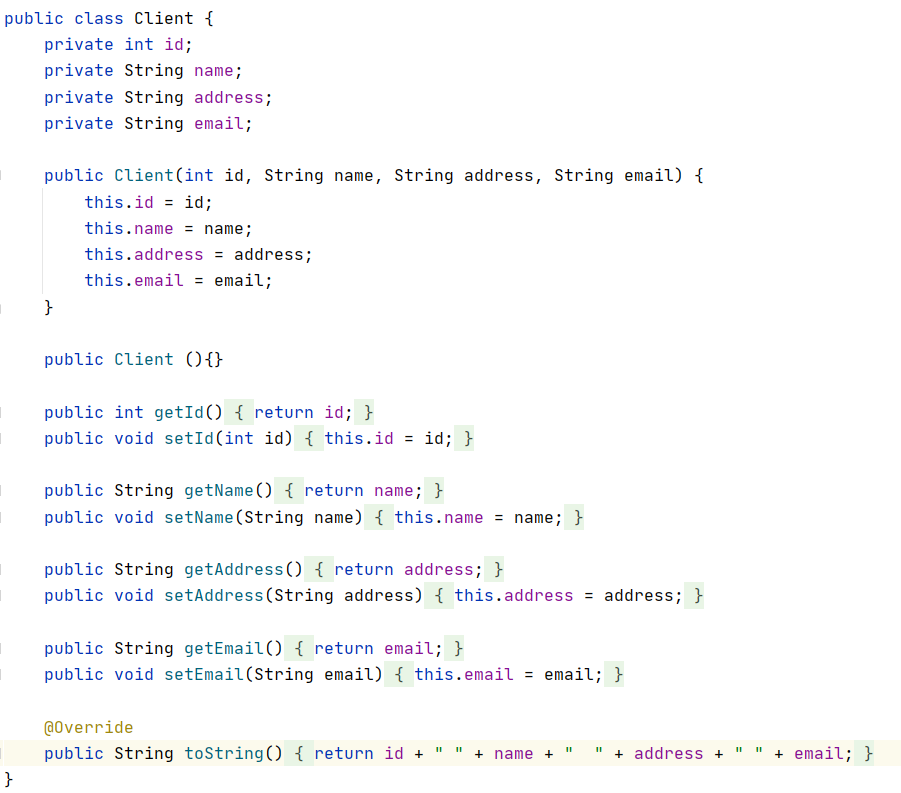 public class Client {
    private int id;
    private String name;
    private String address;
    private String email;

    public Client(int id, String name, String address, String email) {
        this.id = id;
        this.name = name;
        this.address = address;
        this.email = email;
    }

    public Client (){}

    public int getId() { return id; }
    public void setId(int id) { this.id = id; }

    public String getName() { return name; }
    public void setName(String name) { this.name = name; }

    public String getAddress() { return address; }
    public void setAddress(String address) { this.address = address; }

    public String getEmail() { return email; }
    public void setEmail(String email) { this.email = email; }

    @Override
    public String toString() { return id + " " + name + "  " + address + " " + email; }
}